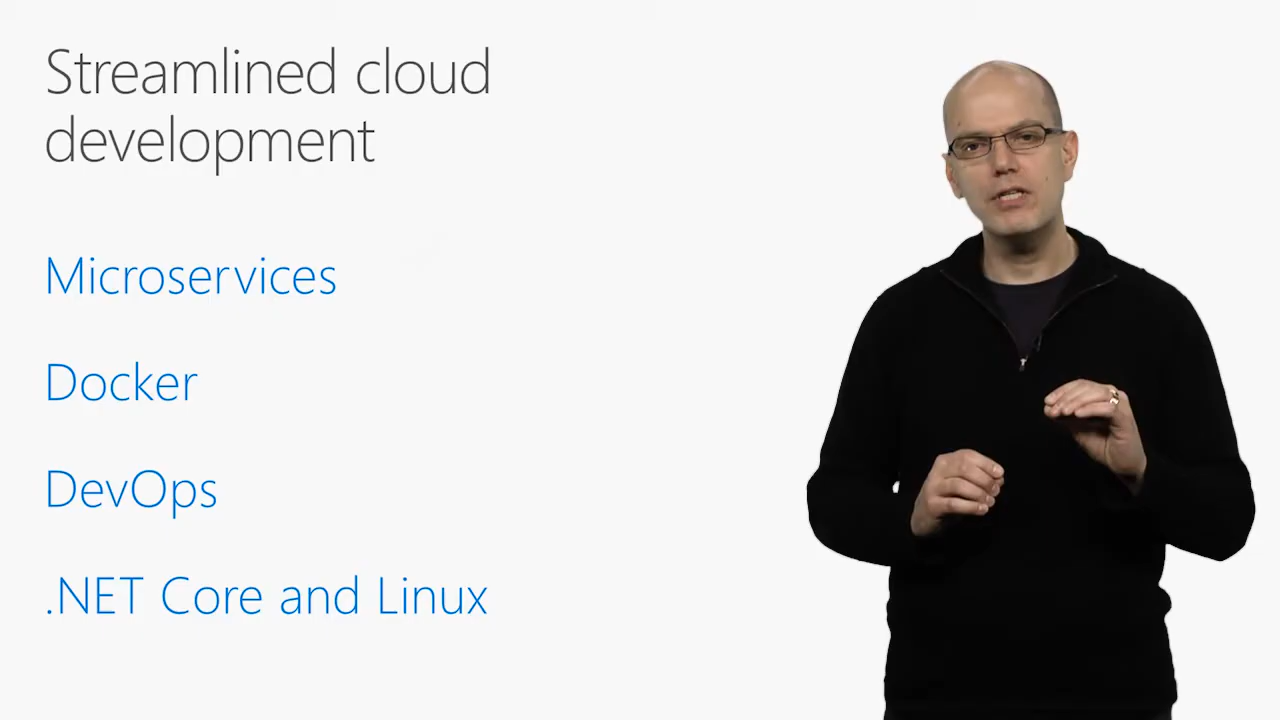 Streamlined cloud
development
Microservices
Docker
DevOps
.NET Core and Linux